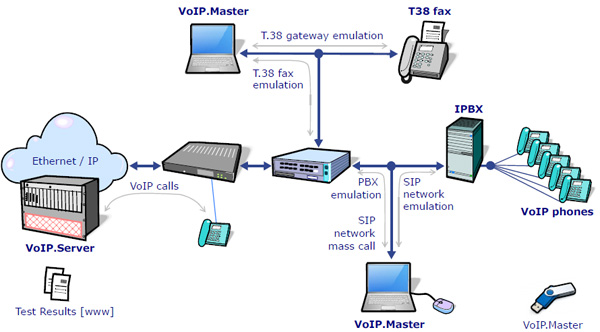 VoIP.Master
T38 fax
T.38 gateway emulation
T.38 fax
emulation
IPBX
Ethernet / IP
VoIP calls
PBX
emulation
SIP
network
emulation
SIP
network
mass call
VoIP phones
VoIP.Server
Test Results [www]
VoIP.Master
VoIP.Master